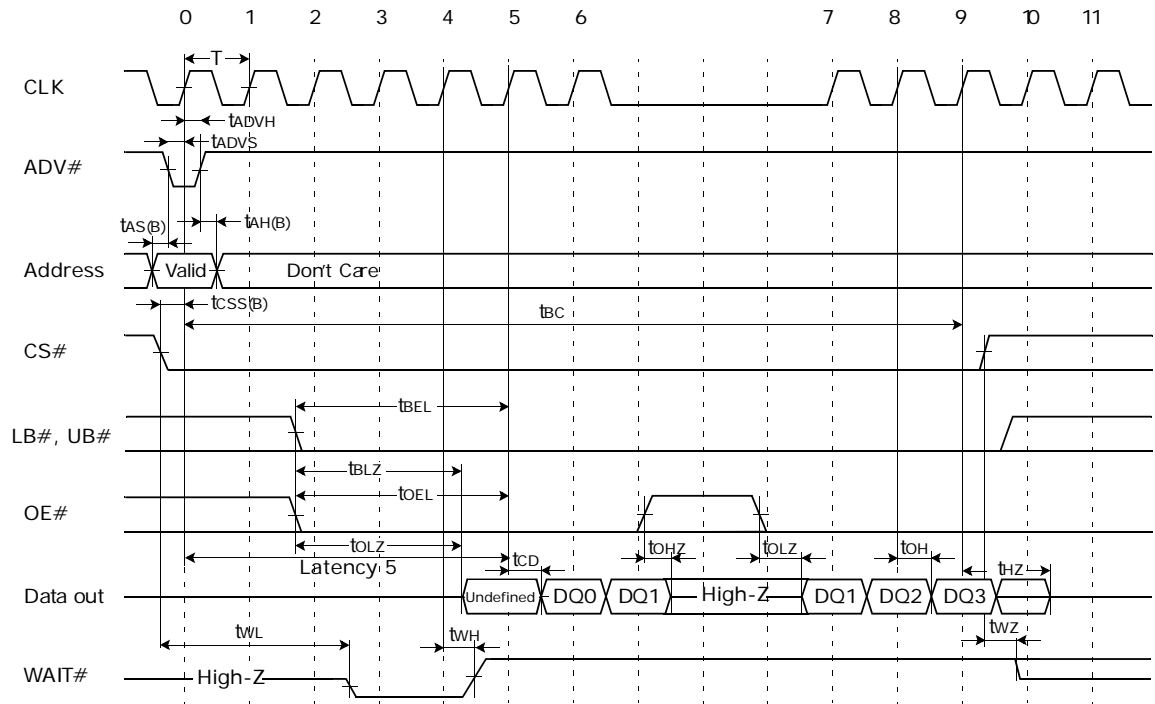 0 1 2 3 4 5 6 7 8 9 10 11
T
CLK
tADVH
tADVS
ADV#
tAS(B) tAH(B)
Address Valid Don't Care
tCSS(B)
tBC
CS#
tBEL
LB#, UB#
tBLZ
tOEL
OE#
tOLZ tOHZ tOLZ tOH
Latency 5 tCD tHZ
Data out Undefined DQ0 DQ1 High-Z DQ1 DQ2 DQ3
tWL tWH tWZ
WAIT# High-Z